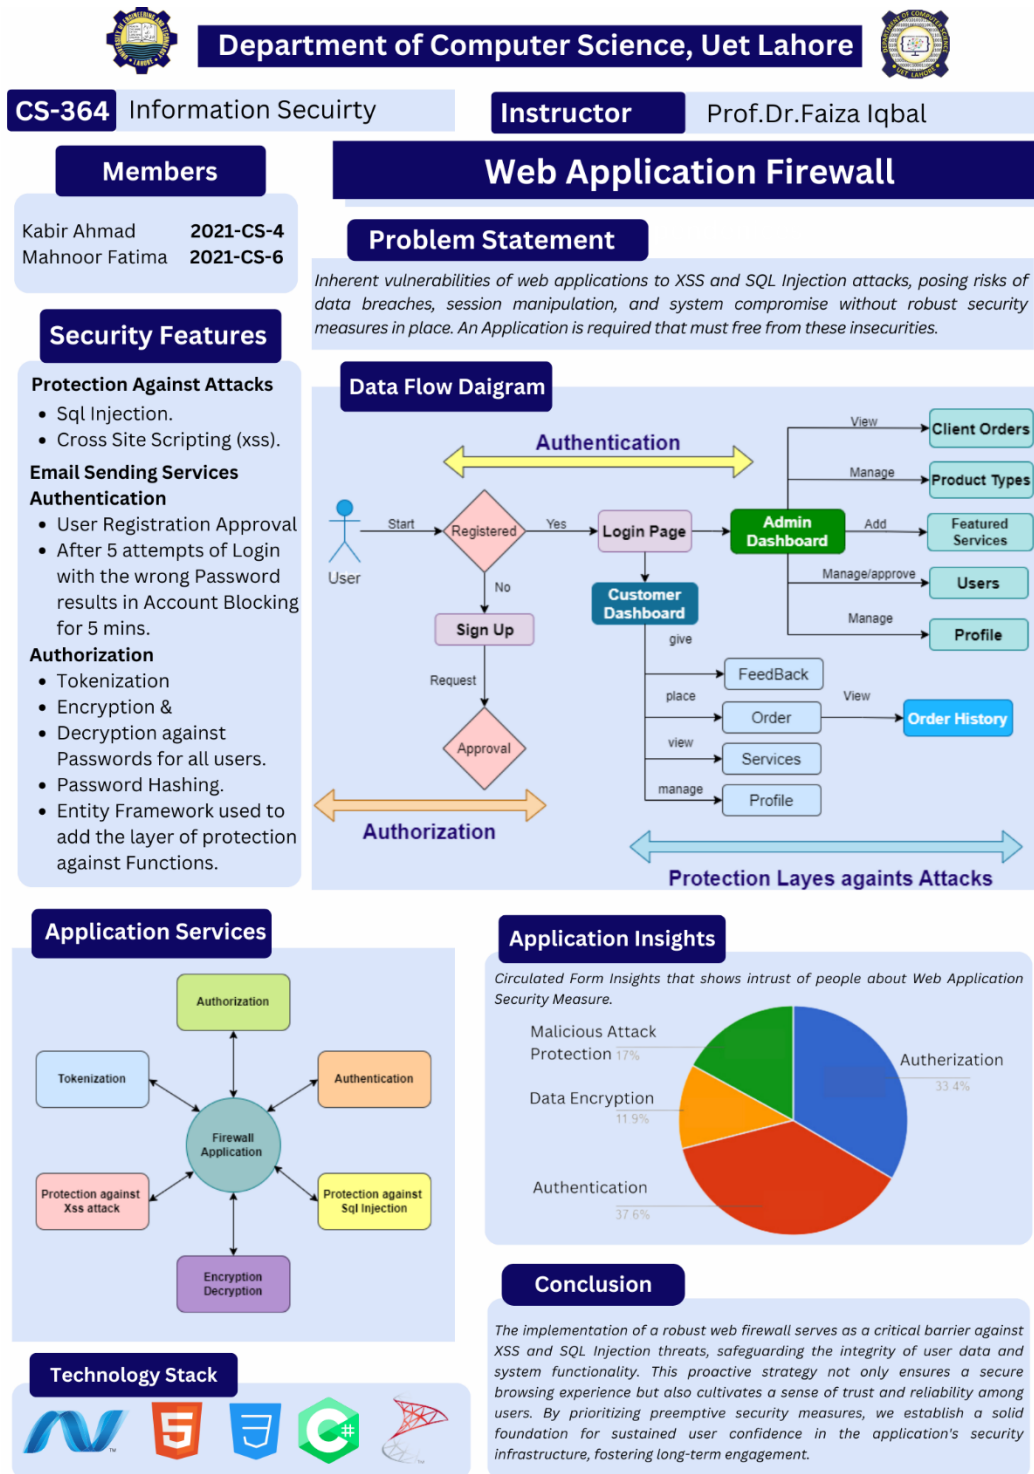 Department of Computer Science, Uet Lahore
CS-364 Information Secuirty
Instructor Prof.Dr.Faiza Iqbal
Members
Kabir Ahmad 2021-CS-4
Mahnoor Fatima 2021-CS-6
Web Application Firewall
Problem Statement
Inherent vulnerabilities of web applications to XSS and SQL Injection attacks, posing risks of
data breaches, session manipulation, and system compromise without robust security
measures in place. An Application is required that must free from these insecurities.
Security Features
Protection Against Attacks
• Sql Injection.
• Cross Site Scripting (xss).
Email Sending Services
Authentication
• User Registration Approval
• After 5 attempts of Login
with the wrong Password
results in Account Blocking
for 5 mins.
Authorization
• Tokenization
• Encryption &
• Decryption against
Passwords for all users.
• Password Hashing.
• Entity Framework used to
add the layer of protection
against Functions.
Data Flow Daigram
Authentication
User
Start
Registered
Yes
No
Sign Up
Request
Approval
Authorization
Login Page
Admin
Dashboard
View
Client Orders
Manage
Product Types
Add
Featured
Services
Manage/approve
Users
Manage
Profile
Customer
Dashboard
give
FeedBack
place
Order
View
Order History
view
Services
manage
Profile
Protection Layes againts Attacks
Application Services
Authorization
Tokenization
Authentication
Firewall
Application
Protection against
Xss attack
Protection against
Sql Injection
Encryption
Decryption
Application Insights
Circulated Form Insights that shows intrust of people about Web Application
Security Measure.
Malicious Attack
Protection 17%
Autherization
33.4%
Data Encryption
11.9%
Authentication
37.6%
Conclusion
The implementation of a robust web firewall serves as a critical barrier against
XSS and SQL Injection threats, safeguarding the integrity of user data and
system functionality. This proactive strategy not only ensures a secure
browsing experience but also cultivates a sense of trust and reliability among
users. By prioritizing preemptive security measures, we establish a solid
foundation for sustained user confidence in the application's security
infrastructure, fostering long-term engagement.
Technology Stack
5
3
C#